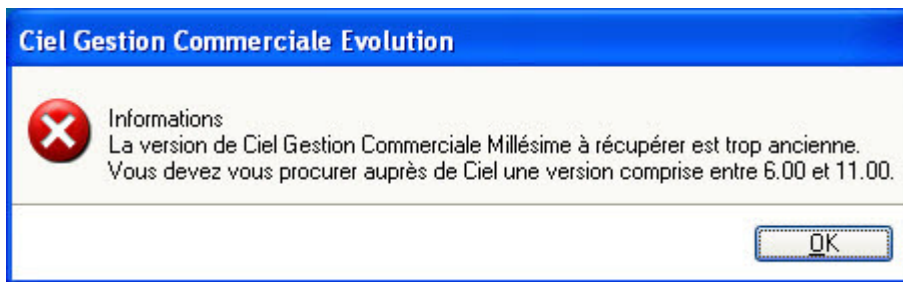 Ciel Gestion Commerciale Evolution
Informations
La version de Ciel Gestion Commerciale Millésime à récupérer est trop ancienne.
Vous devez vous procurer auprès de Ciel une version comprise entre 6.00 et 11.00.
OK